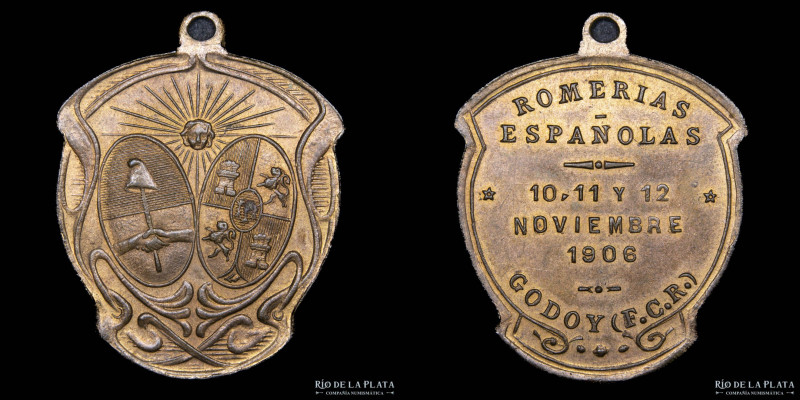 ROMERIAS
ESPAÑOLAS
10, 11 Y 12
NOVIEMBRE
1906
GODOY (F.C.R.)
RÍO DE LA PLATA
COMPAÑÍA NUMISMÁTICA
RÍO DE LA PLATA
COMPAÑÍA NUMISMÁTICA